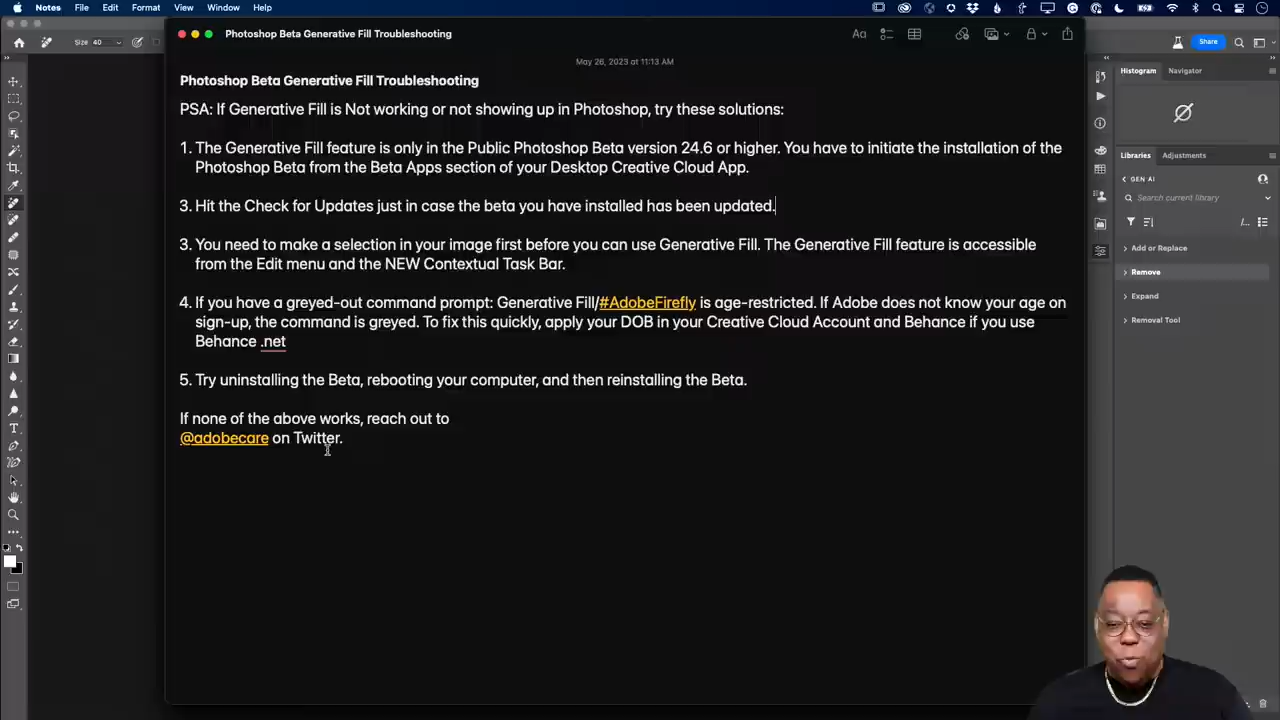 Notes File Edit Format View Window Help
Size: 40
Photoshop Beta Generative Fill Troubleshooting
Aa
Share
May 26, 2023 at 11:13 AM
Photoshop Beta Generative Fill Troubleshooting
PSA: If Generative Fill is Not working or not showing up in Photoshop, try these solutions:
1. The Generative Fill feature is only in the Public Photoshop Beta version 24.6 or higher. You have to initiate the installation of the
Photoshop Beta from the Beta Apps section of your Desktop Creative Cloud App.
3. Hit the Check for Updates just in case the beta you have installed has been updated.
3. You need to make a selection in your image first before you can use Generative Fill. The Generative Fill feature is accessible
from the Edit menu and the NEW Contextual Task Bar.
4. If you have a greyed-out command prompt: Generative Fill/#AdobeFirefly is age-restricted. If Adobe does not know your age on
sign-up, the command is greyed. To fix this quickly, apply your DOB in your Creative Cloud Account and Behance if you use
Behance .net
5. Try uninstalling the Beta, rebooting your computer, and then reinstalling the Beta.
If none of the above works, reach out to
@adobecare on Twitter.
Histogram Navigator
Libraries Adjustments
GEN AI
Search current library
Add or Replace
Remove
Expand
Removal Tool